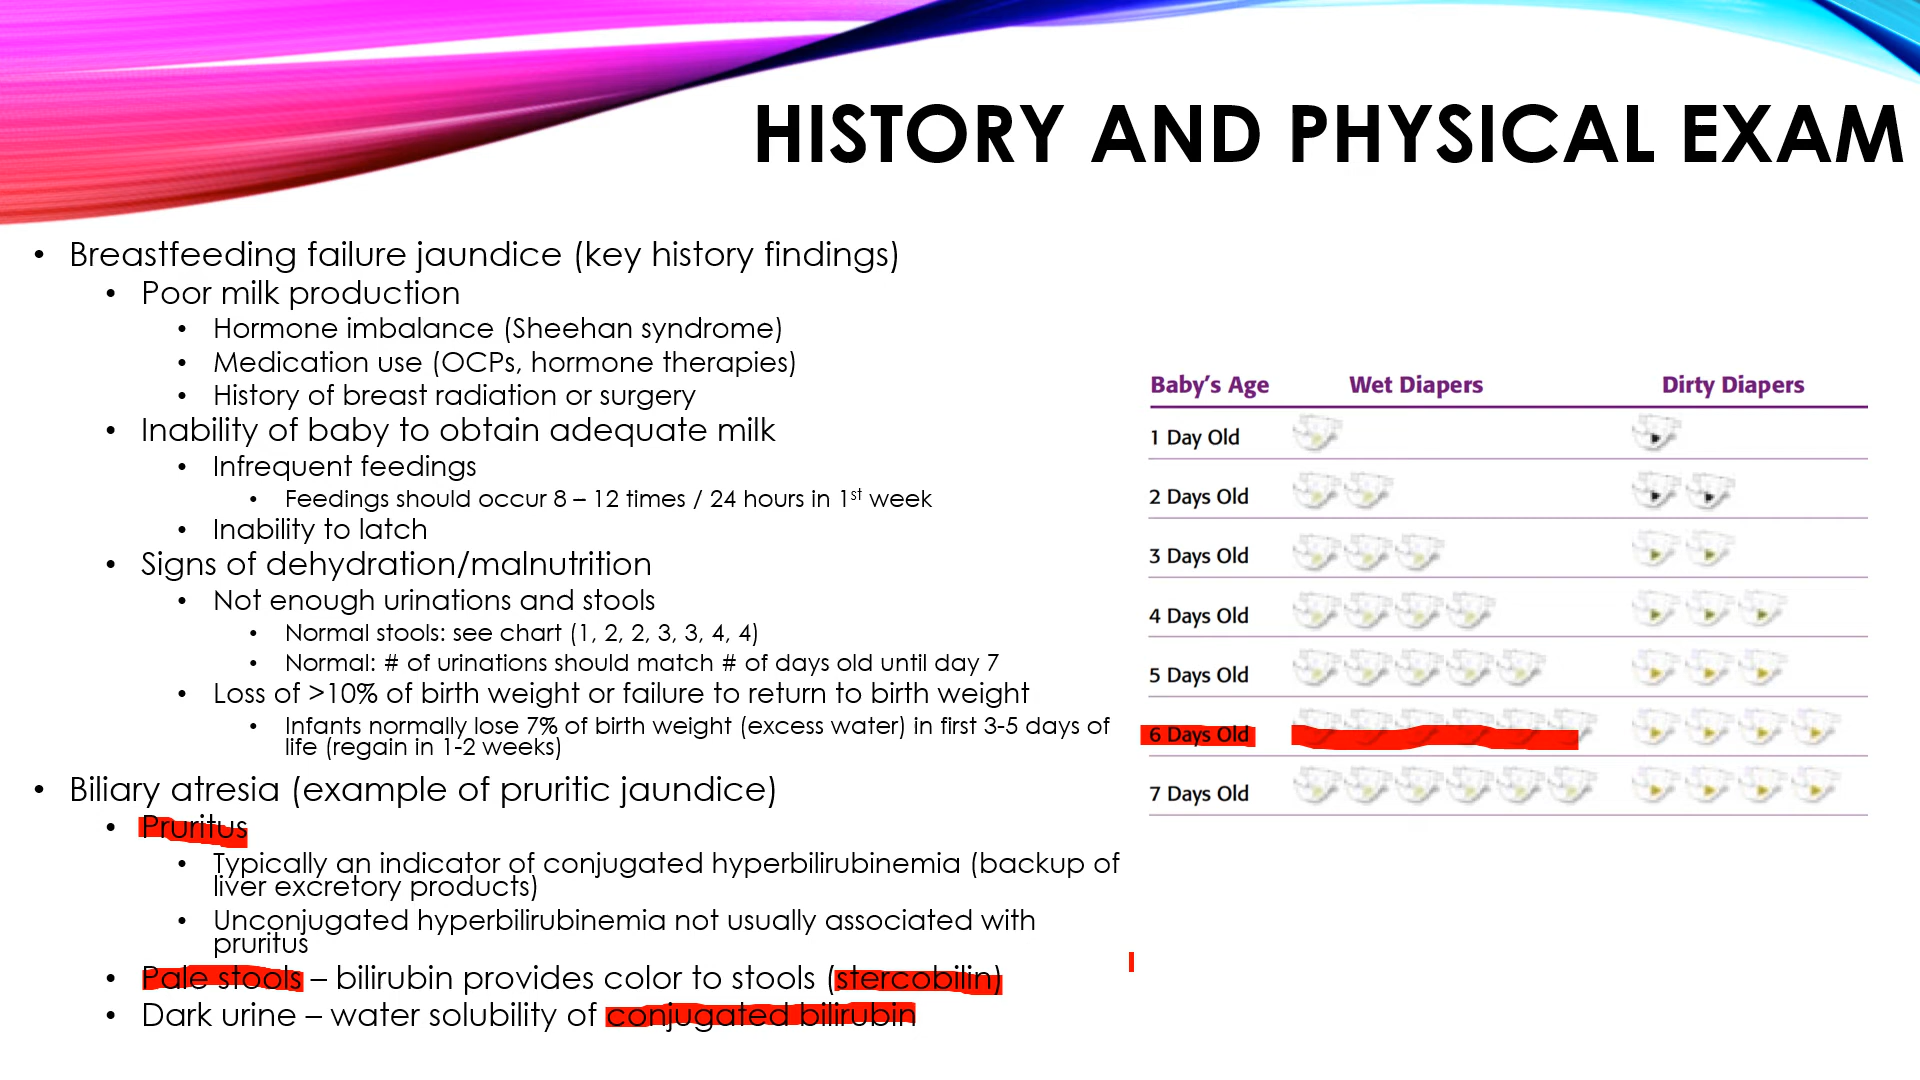 HISTORY AND PHYSICAL EXAM
• Breastfeeding failure jaundice (key history findings)
• Poor milk production
• Hormone imbalance (Sheehan syndrome)
• Medication use (OCPs, hormone therapies)
• History of breast radiation or surgery
• Inability of baby to obtain adequate milk
• Infrequent feedings
• Feedings should occur 8 – 12 times / 24 hours in 1st week
• Inability to latch
• Signs of dehydration/malnutrition
• Not enough urinations and stools
• Normal stools: see chart (1, 2, 2, 3, 3, 4, 4)
• Normal: # of urinations should match # of days old until day 7
• Loss of >10% of birth weight or failure to return to birth weight
• Infants normally lose 7% of birth weight (excess water) in first 3-5 days of
life (regain in 1-2 weeks)
• Biliary atresia (example of pruritic jaundice)
• Pruritus
• Typically an indicator of conjugated hyperbilirubinemia (backup of
liver excretory products)
• Unconjugated hyperbilirubinemia not usually associated with
pruritus
• Pale stools – bilirubin provides color to stools (stercobilin)
• Dark urine – water solubility of conjugated bilirubin
Baby's Age Wet Diapers Dirty Diapers
1 Day Old
2 Days Old
3 Days Old
4 Days Old
5 Days Old
6 Days Old
7 Days Old